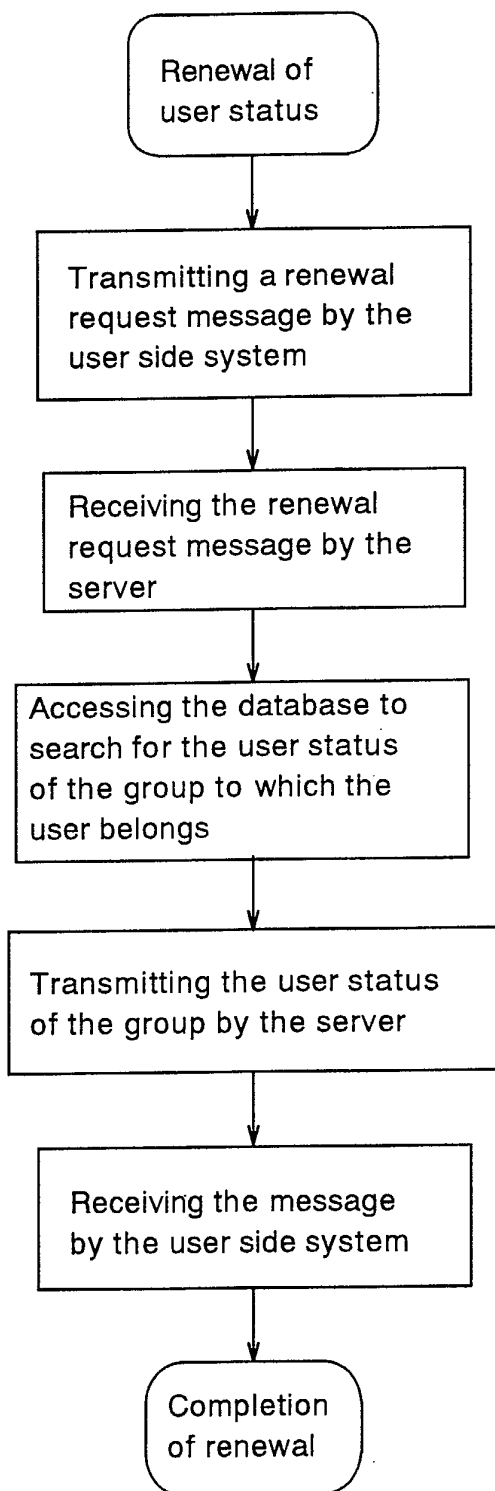 Renewal of
user status
Transmitting a renewal
request message by the
user side system
Receiving the renewal
request message by the
server
Accessing the database to
search for the user status
of the group to which the
user belongs
Transmitting the user status
of the group by the server
Receiving the message
by the user side system
Completion
of renewal